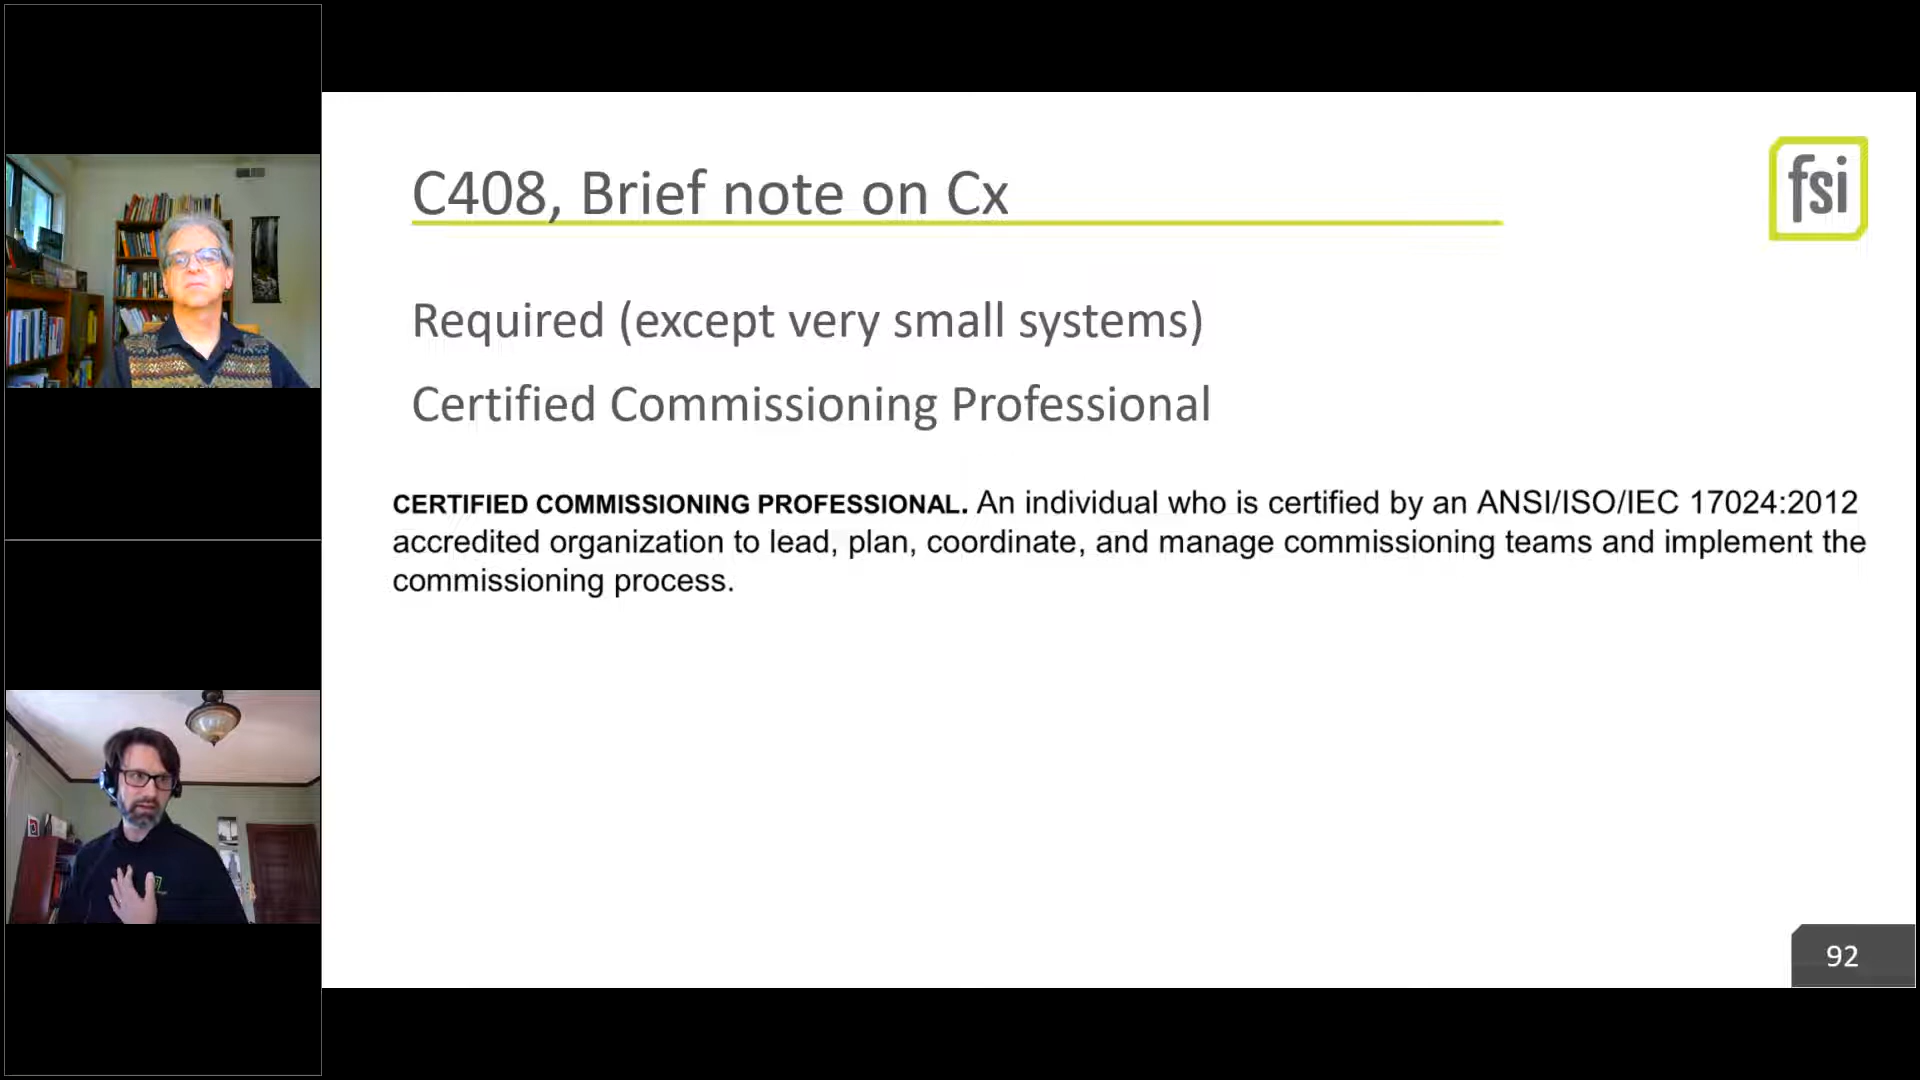 C408, Brief note on Cx
fsi
Required (except very small systems)
Certified Commissioning Professional
CERTIFIED COMMISSIONING PROFESSIONAL. An individual who is certified by an ANSI/ISO/IEC 17024:2012
accredited organization to lead, plan, coordinate, and manage commissioning teams and implement the
commissioning process.
92